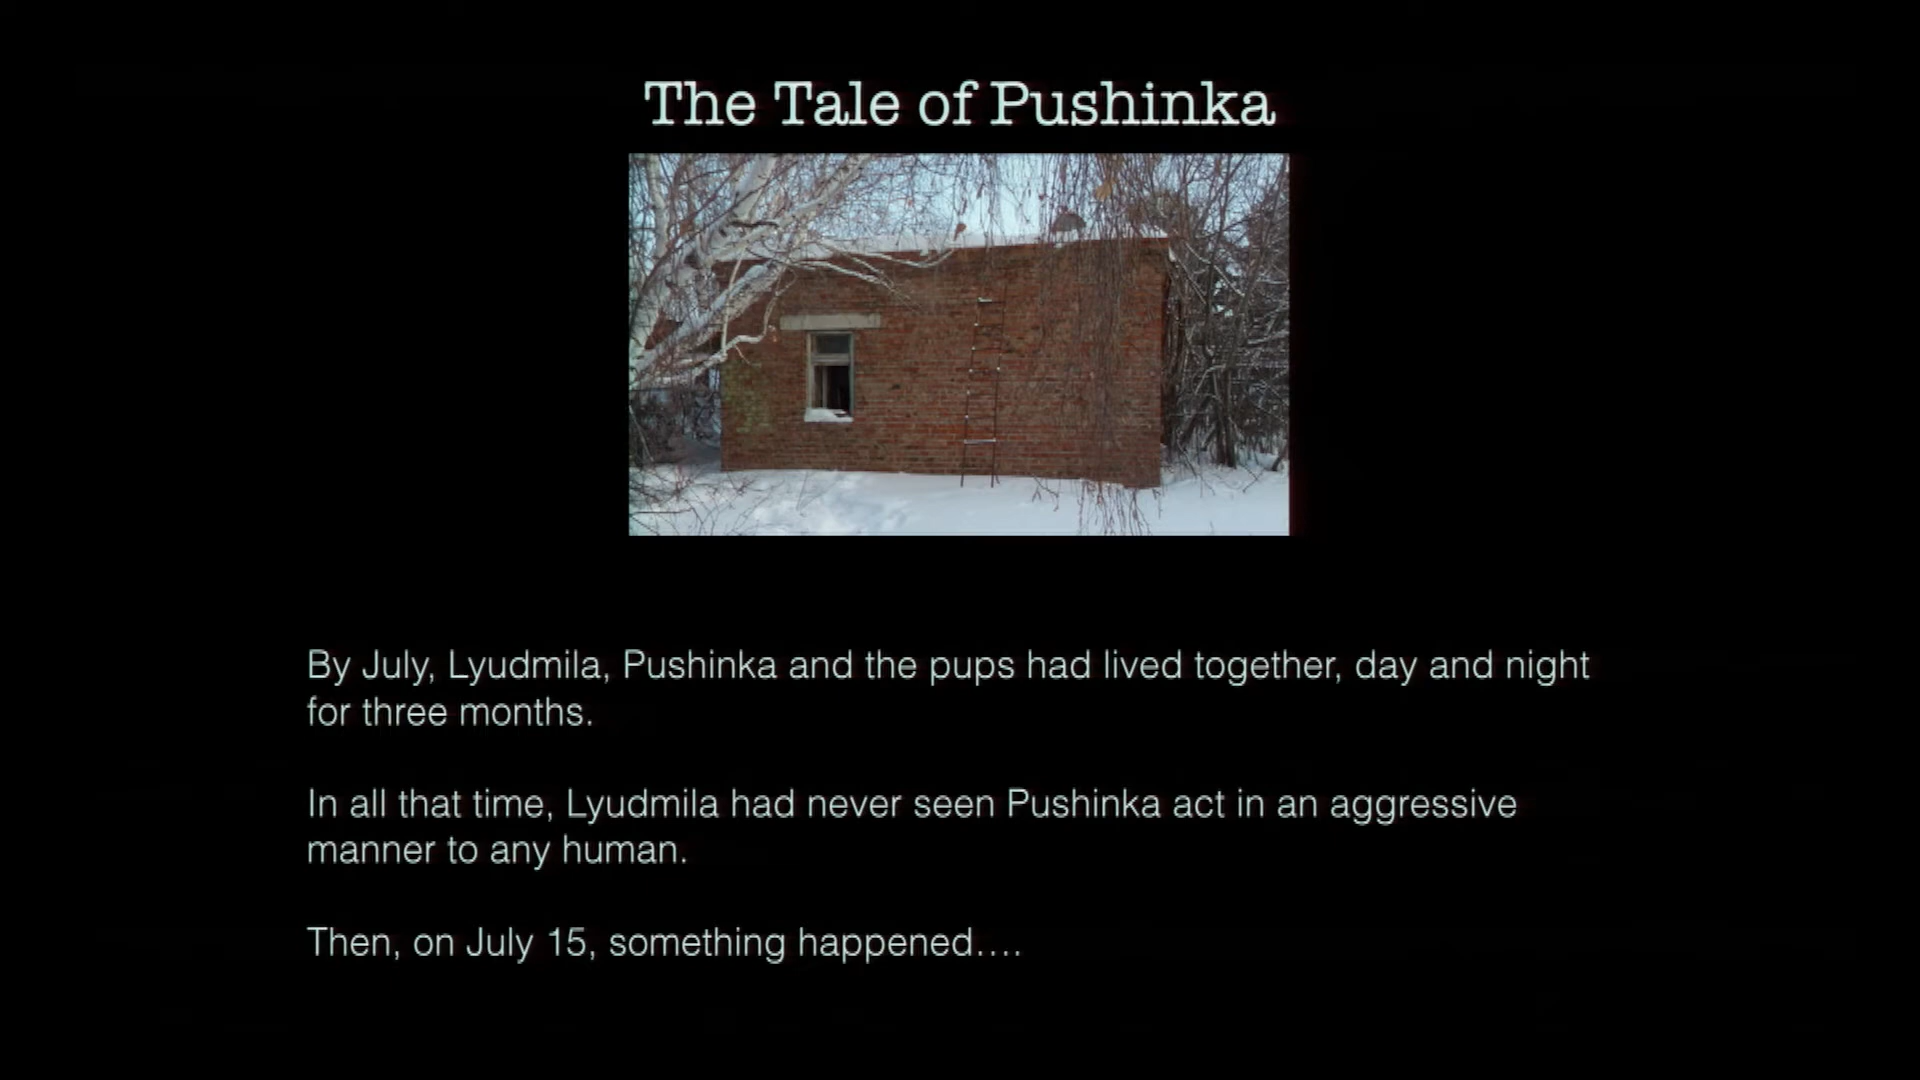 The Tale of Pushinka
By July, Lyudmila, Pushinka and the pups had lived together, day and night
for three months.
In all that time, Lyudmila had never seen Pushinka act in an aggressive
manner to any human.
Then, on July 15, something happened….